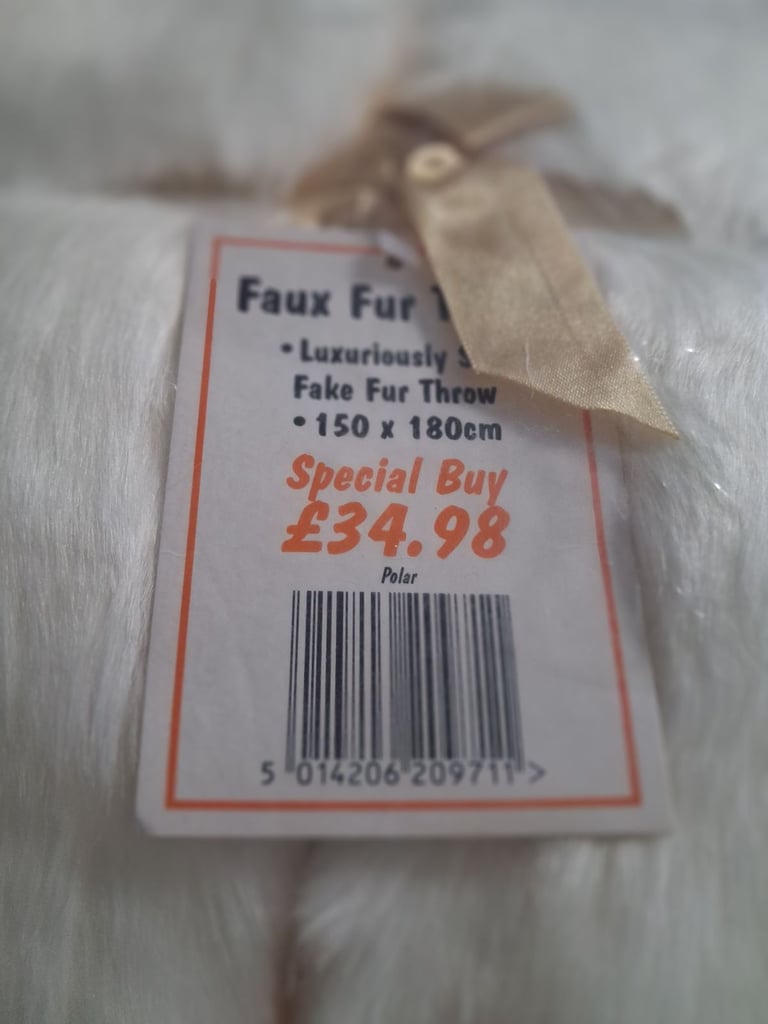 Faux Fur
• Luxuriously
Fake Fur Throw
• 150 x 180cm
Special Buy
£34.98
Polar
5 014206 209711 >